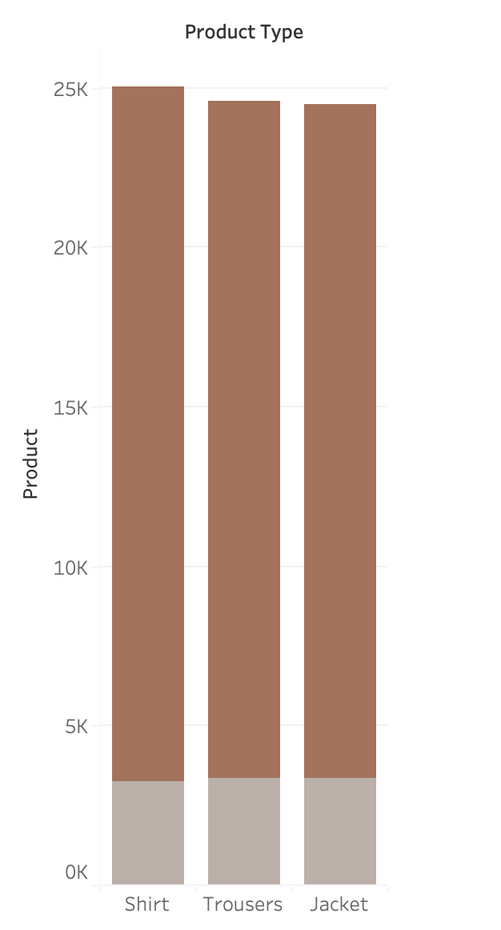 Product Type
25K
20K
15K
Product
10K
5K
0K
Shirt Trousers Jacket